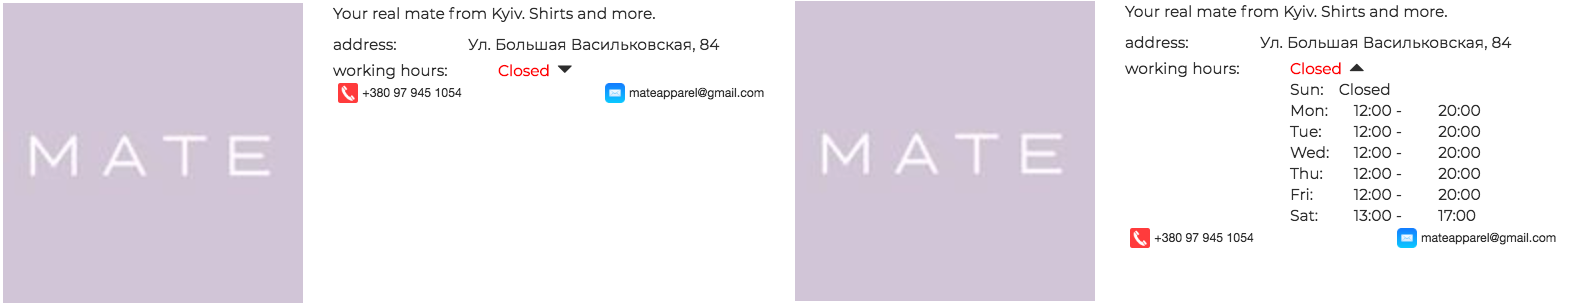 MATE
Your real mate from Kyiv. Shirts and more.
address: Ул. Большая Васильковская, 84
working hours: Closed
+380 97 945 1054 mateapparel@gmail.com
MATE
Your real mate from Kyiv. Shirts and more.
address: Ул. Большая Васильковская, 84
working hours: Closed
Sun: Closed
Mon: 12:00 - 20:00
Tue: 12:00 - 20:00
Wed: 12:00 - 20:00
Thu: 12:00 - 20:00
Fri: 12:00 - 20:00
Sat: 13:00 - 17:00
+380 97 945 1054 mateapparel@gmail.com